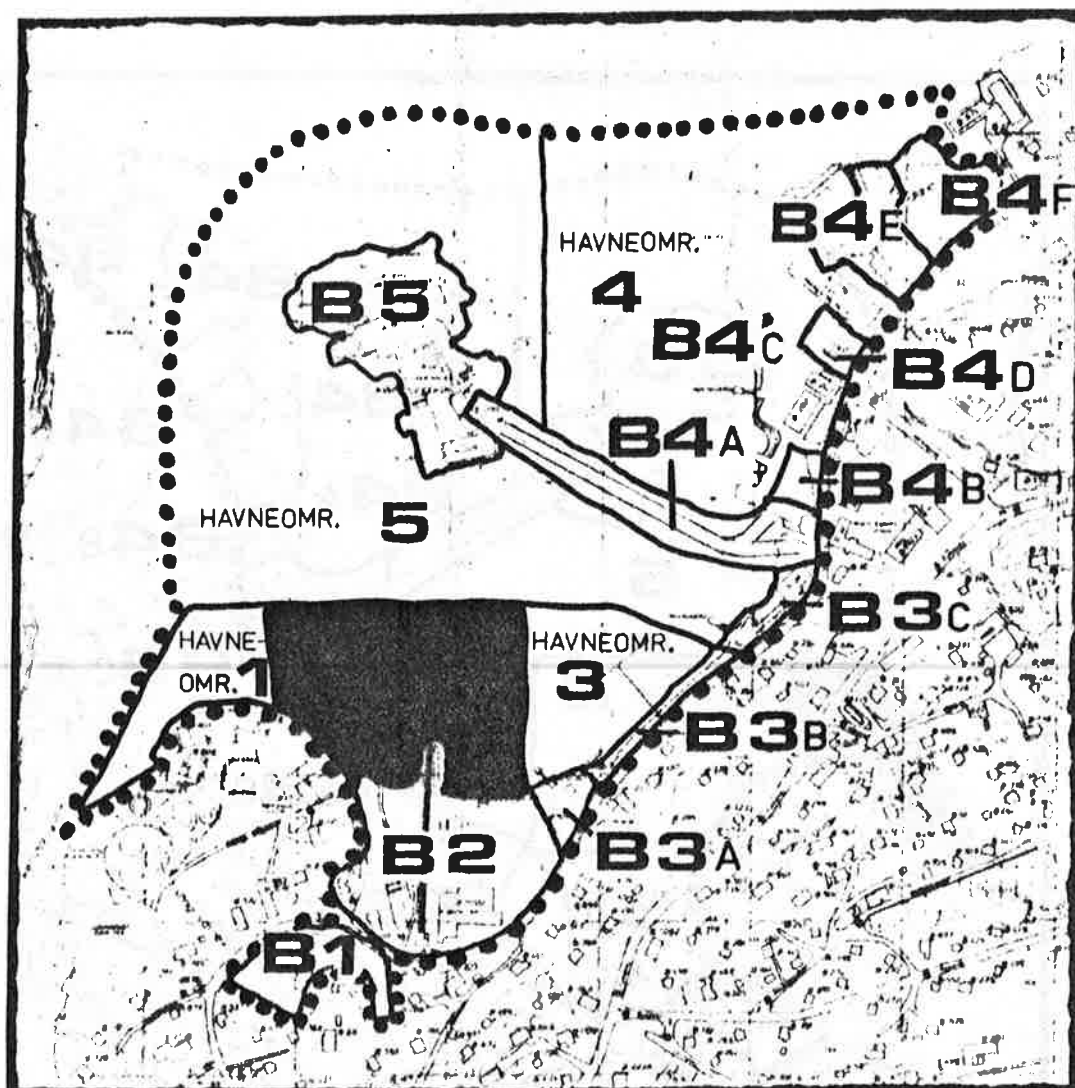 B4F
B4E
HAVNEOMR.
4
B5
B4C
B4D
B4A
B4B
HAVNEOMR. 5
B3C
HAVNE-
OMR. 1
HAVNEOMR.
3
B3B
B2
B3A
B1